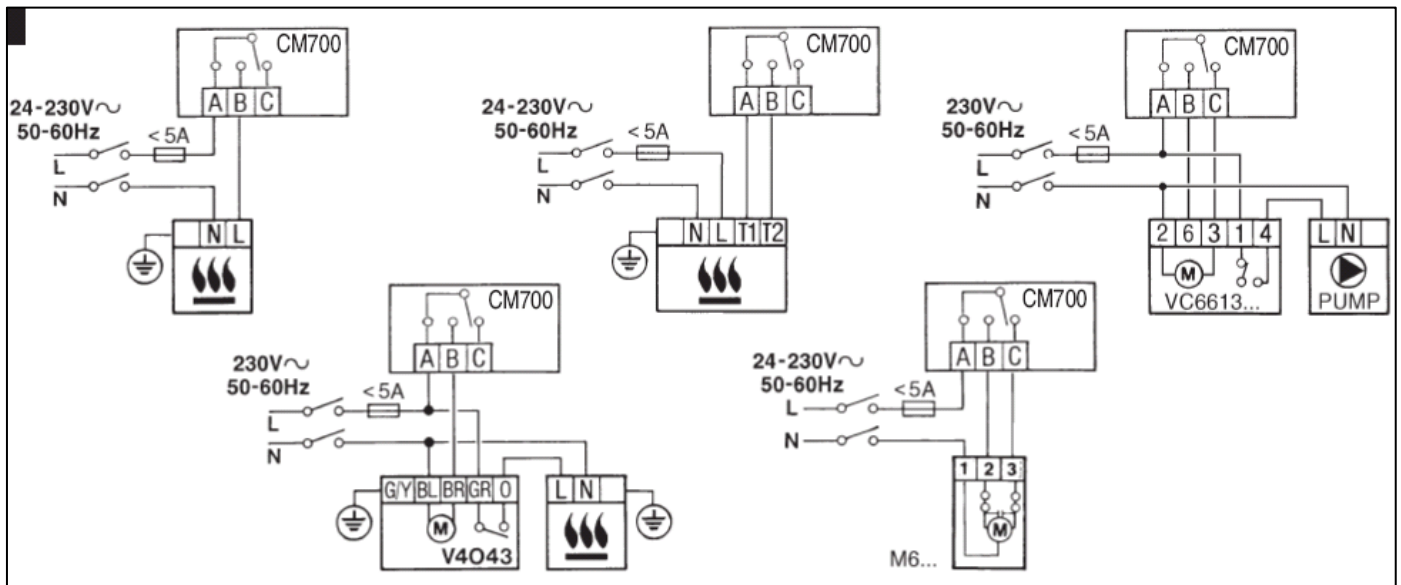 CM700
A B C
24-230V～
50-60Hz
<5A
L
N
N L
CM700
A B C
24-230V～
50-60Hz
<5A
L
N
N L T1 T2
CM700
A B C
230V～
50-60Hz
<5A
L
N
2 6 3 1 4
M
VC6613...
L N
PUMP
CM700
A B C
230V～
50-60Hz
<5A
L
N
G/Y BL BR GR O
M
V4043
L N
CM700
A B C
24-230V～
50-60Hz
<5A
L
N
1 2 3
M
M6...